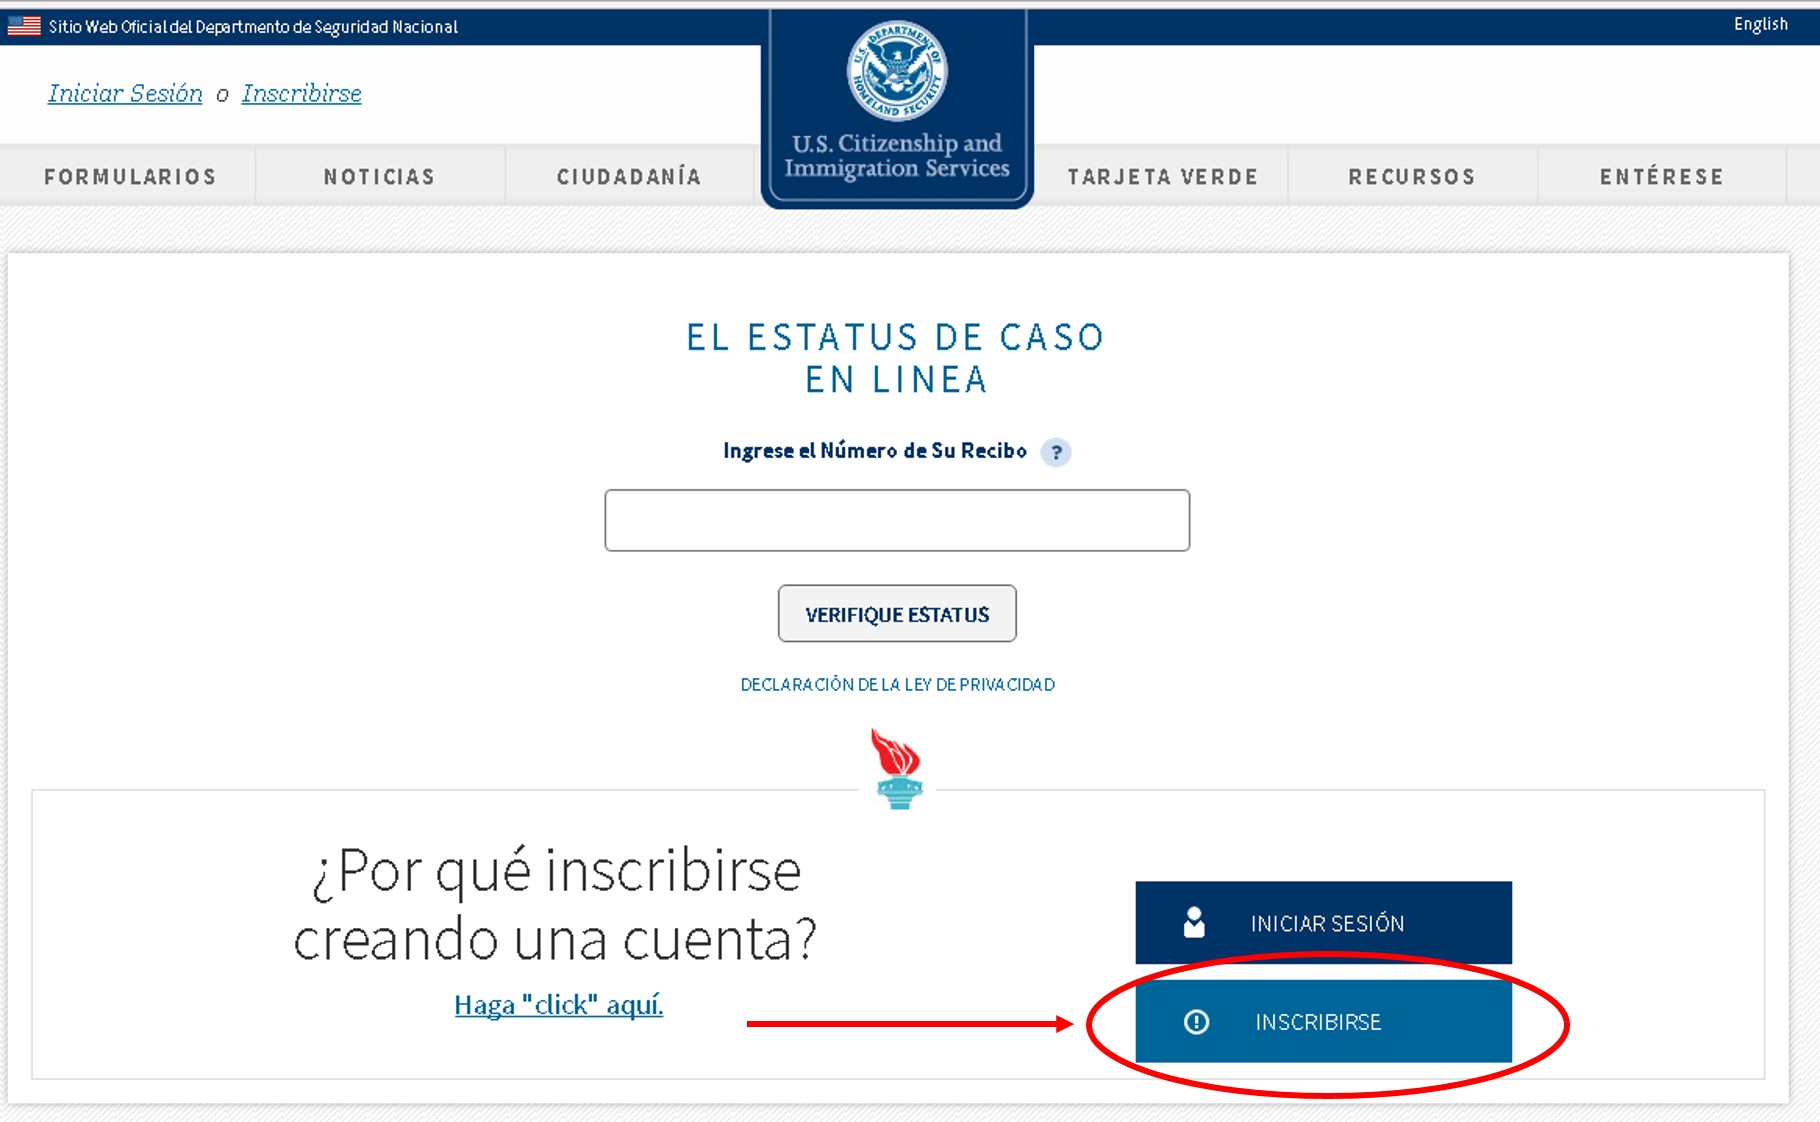 Sitio Web Oficial del Departmento de Seguridad Nacional
English
Iniciar Sesión o Inscribirse
U.S. DEPARTMENT OF HOMELAND SECURITY
U.S. Citizenship and
Immigration Services
FORMULARIOS
NOTICIAS
CIUDADANÍA
TARJETA VERDE
RECURSOS
ENTÉRESE
EL ESTATUS DE CASO
EN LINEA
Ingrese el Número de Su Recibo ?
VERIFIQUE ESTATUS
DECLARACIÓN DE LA LEY DE PRIVACIDAD
¿Por qué inscribirse
creando una cuenta?
Haga "click" aquí.
INICIAR SESIÓN
INSCRIBIRSE